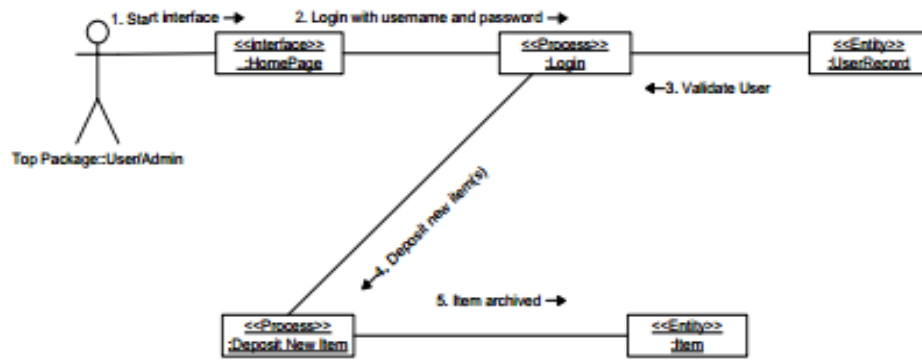 1. Start interface →
2. Login with username and password →
<<interface>>
:HomePage
<<Process>>
:Login
<<Entity>>
:UserRecord
←3. Validate User
Top Package::User/Admin
←4. Deposit new item(s)
5. Item archived →
<<Process>>
:Deposit New Item
<<Entity>>
:Item